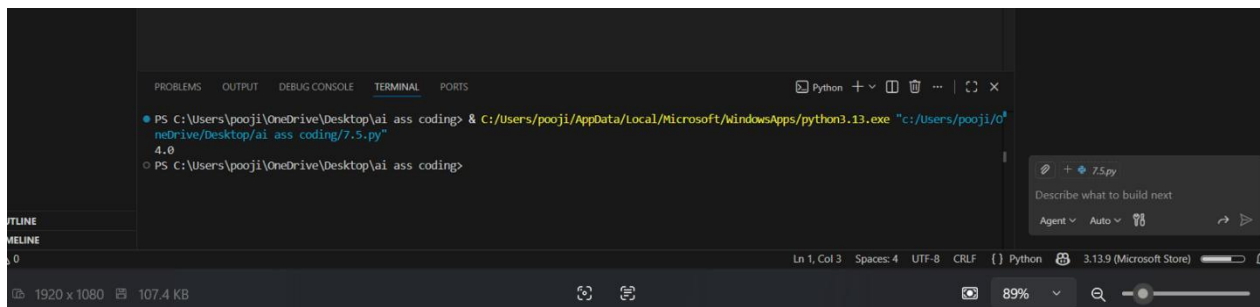 PROBLEMS OUTPUT DEBUG CONSOLE TERMINAL PORTS Python
PS C:\Users\pooji\OneDrive\Desktop\ai ass coding> & C:/Users/pooji/AppData/Local/Microsoft/WindowsApps/python3.13.exe "c:/Users/pooji/O
neDrive/Desktop/ai ass coding/7.5.py"
4.0
PS C:\Users\pooji\OneDrive\Desktop\ai ass coding>
7.5.py
Describe what to build next
Agent Auto
UTLINE
MELINE
0 Ln 1, Col 3 Spaces: 4 UTF-8 CRLF { } Python 3.13.9 (Microsoft Store)
1920 x 1080 107.4 KB 89%